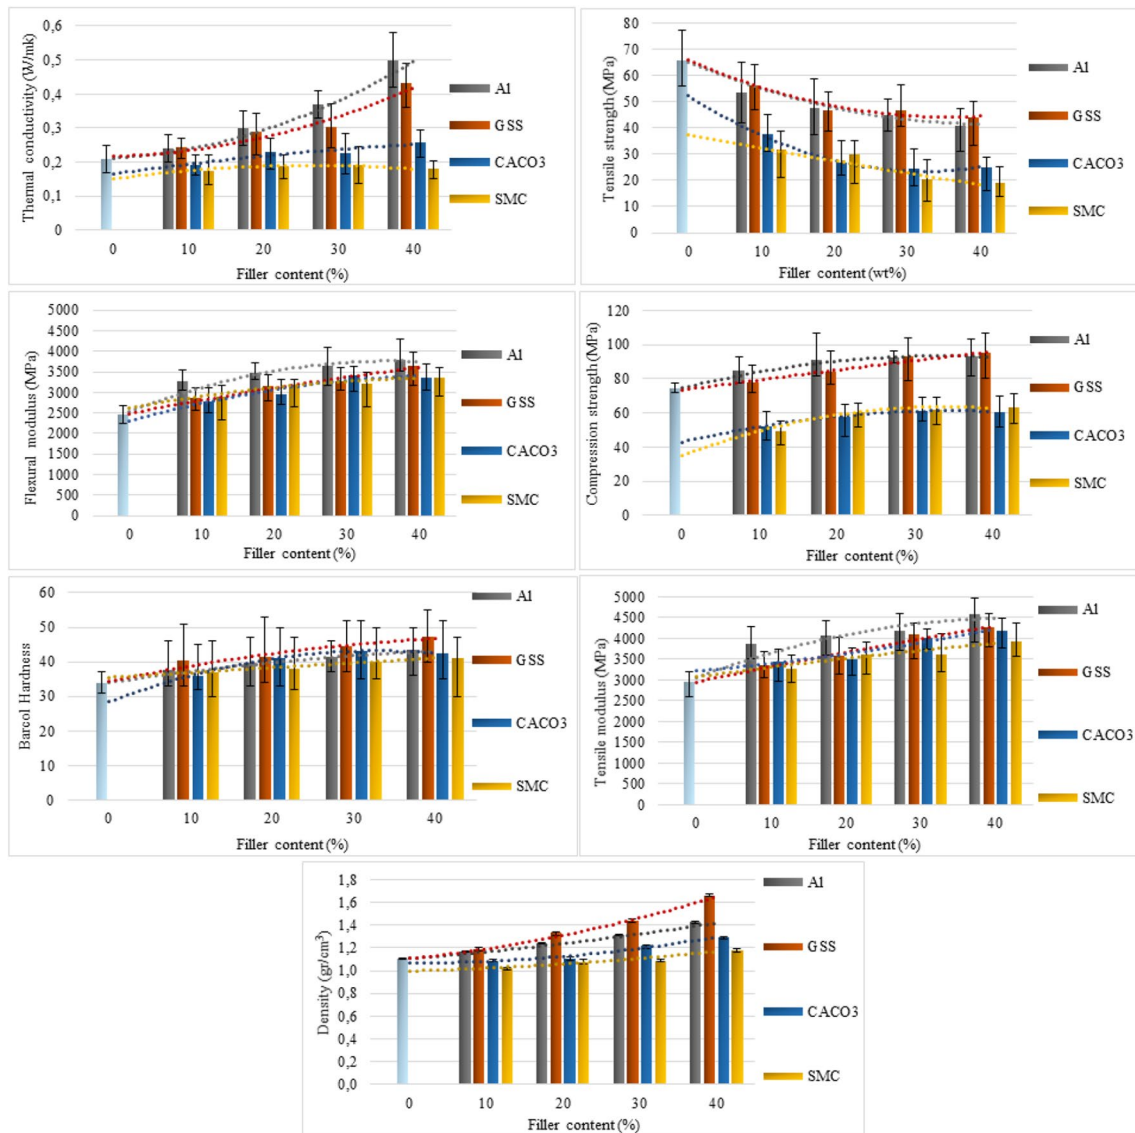 Thermal conductivity (W/mk)
0,6
0,5
0,4
0,3
0,2
0,1
0
0 10 20 30 40
Filler content (%)
Al
GSS
CACO3
SMC
Tensile strength (MPa)
80
70
60
50
40
30
20
10
0
0 10 20 30 40
Filler content (wt%)
Al
GSS
CACO3
SMC
Flexural modulus (MPa)
5000
4500
4000
3500
3000
2500
2000
1500
1000
500
0
0 10 20 30 40
Filler content (%)
Al
GSS
CACO3
SMC
Compression strength (MPa)
120
100
80
60
40
20
0
0 10 20 30 40
Filler content (%)
Al
GSS
CACO3
SMC
Barcol Hardness
60
50
40
30
20
10
0
0 10 20 30 40
Filler content (%)
Al
GSS
CACO3
SMC
Tensile modulus (MPa)
5000
4500
4000
3500
3000
2500
2000
1500
1000
500
0
0 10 20 30 40
Filler content (%)
Al
GSS
CACO3
SMC
Density (gr/cm³)
1,8
1,6
1,4
1,2
1,0
0,8
0,6
0,4
0,2
0,0
0 10 20 30 40
Filler content (%)
Al
GSS
CACO3
SMC